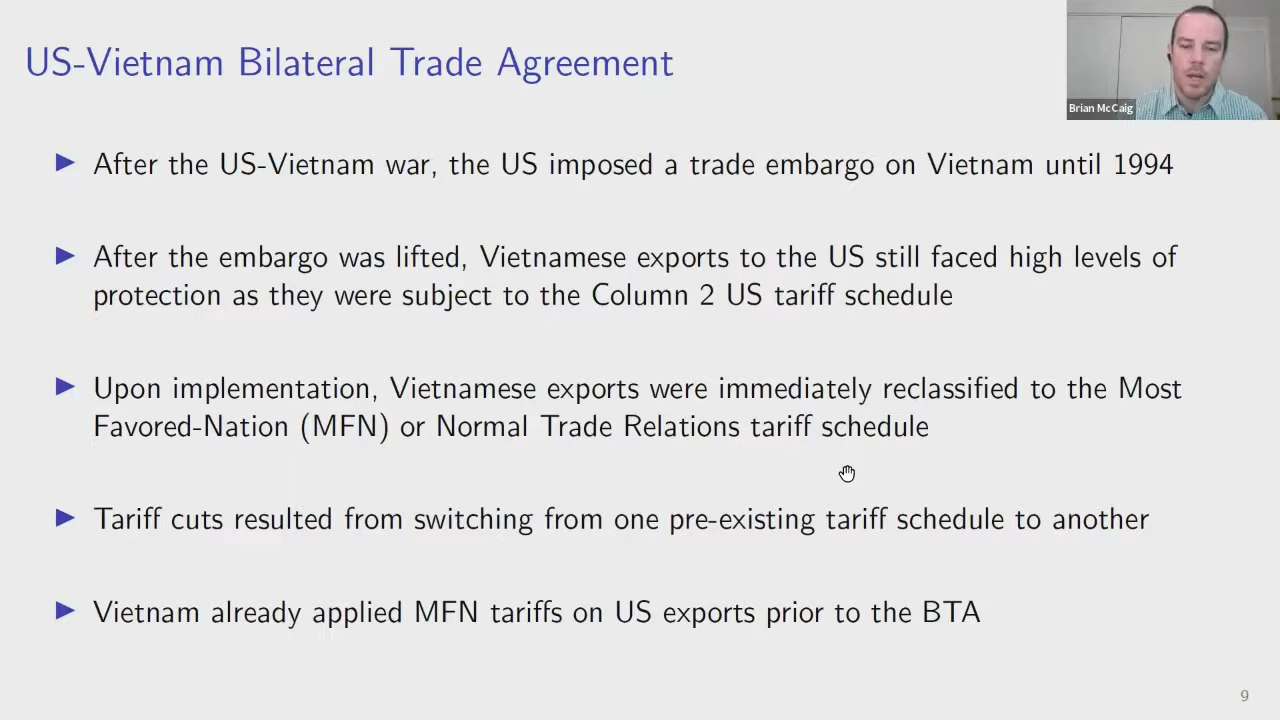 US-Vietnam Bilateral Trade Agreement
Brian McCaig
After the US-Vietnam war, the US imposed a trade embargo on Vietnam until 1994
After the embargo was lifted, Vietnamese exports to the US still faced high levels of
protection as they were subject to the Column 2 US tariff schedule
Upon implementation, Vietnamese exports were immediately reclassified to the Most
Favored-Nation (MFN) or Normal Trade Relations tariff schedule
Tariff cuts resulted from switching from one pre-existing tariff schedule to another
Vietnam already applied MFN tariffs on US exports prior to the BTA
9